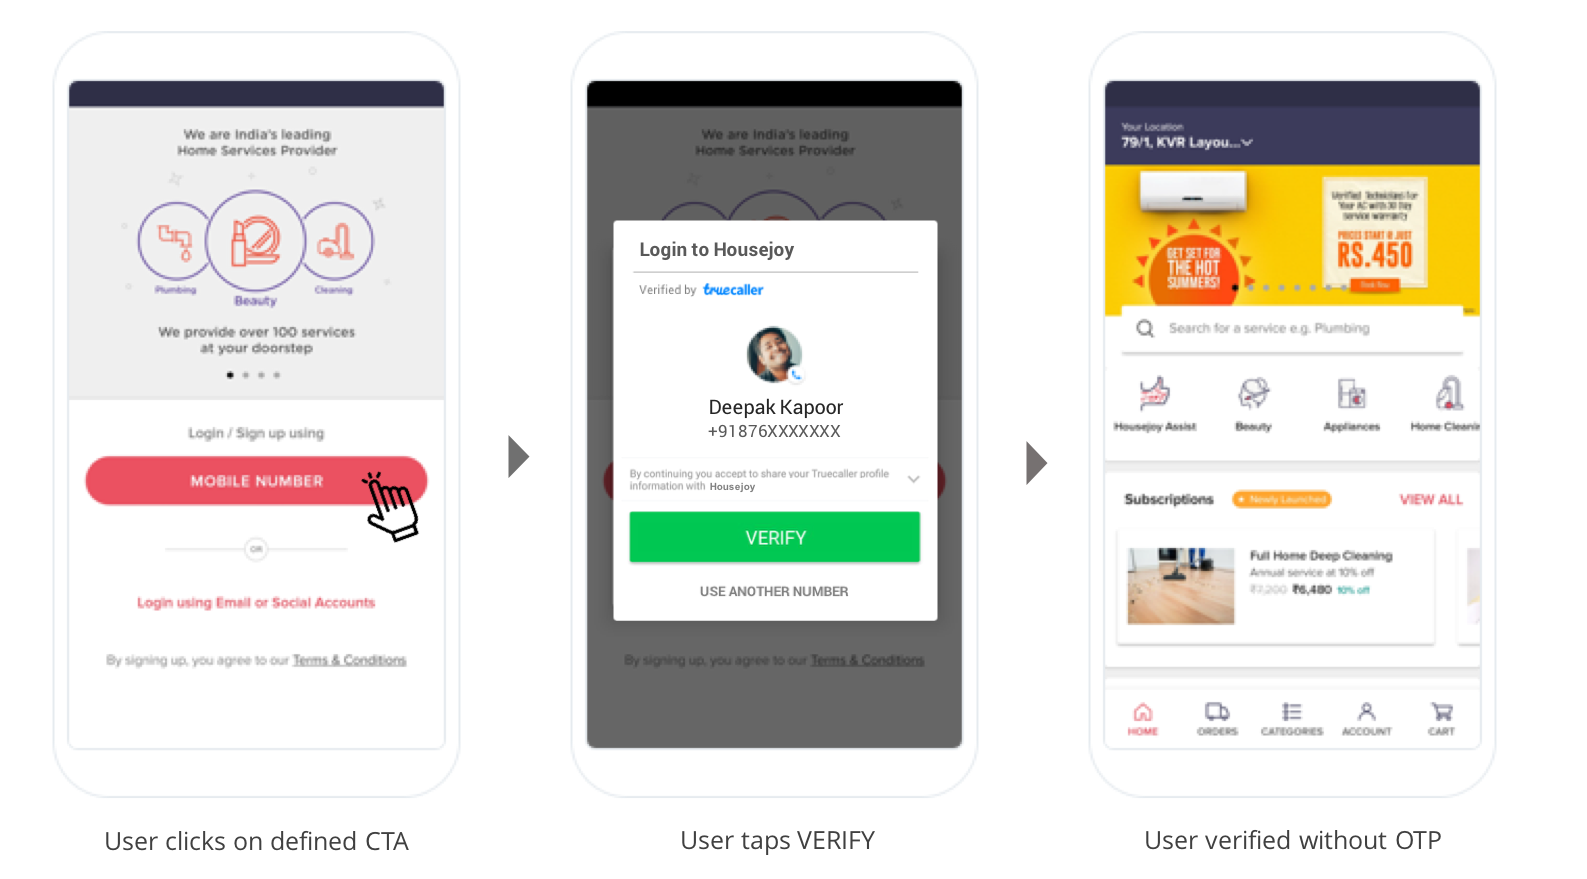 We are India's leading
Home Services Provider
Plumbing
Beauty
Cleaning
We provide over 100 services
at your doorstep
Login / Sign up using
MOBILE NUMBER
OR
Login using Email or Social Accounts
By signing up, you agree to our Terms & Conditions
User clicks on defined CTA
We are India's leading
Home Services Provider
Login to Housejoy
Verified by truecaller
Deepak Kapoor
+91876XXXXXXX
By continuing you accept to share your Truecaller profile
information with Housejoy
VERIFY
USE ANOTHER NUMBER
By signing up, you agree to our Terms & Conditions
User taps VERIFY
Your Location
79/1, KVR Layou...
GET SET FOR
THE HOT
SUMMERS!
Verified Technicians for
Your AC with 30 Day
service warranty
PRICES START @ JUST
RS.450
Book Now
Search for a service e.g. Plumbing
Housejoy Assist
Beauty
Appliances
Home Cleanin
Subscriptions
Newly Launched
VIEW ALL
Full Home Deep Cleaning
Annual service at 10% off
₹7,200 ₹6,480 10% off
HOME
ORDERS
CATEGORIES
ACCOUNT
CART
User verified without OTP